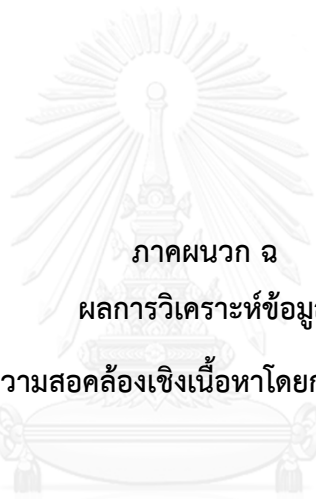 ภาคผนวก ฉ
ผลการวิเคราะห์ข้อมูล
วามสอดคล้องเชิงเนื้อหาโดยก